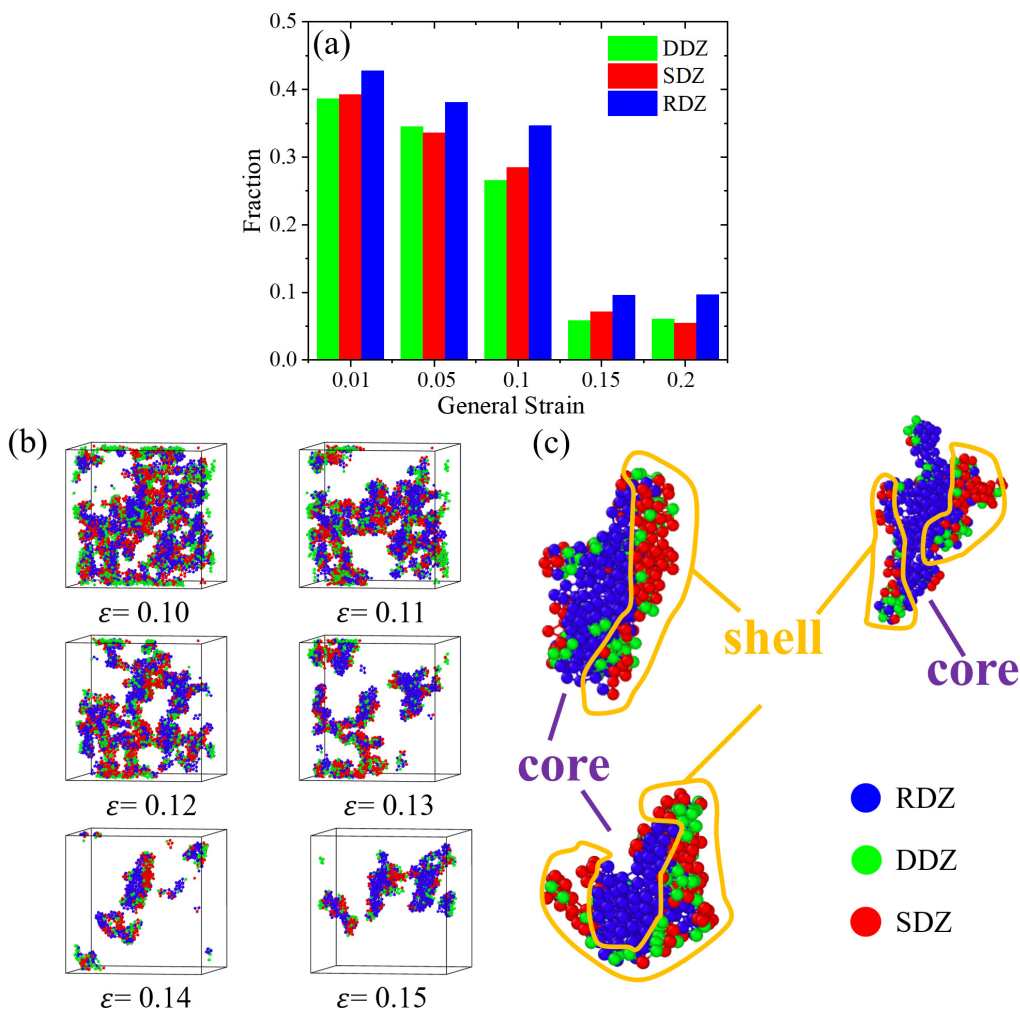 (a)
DDZ
SDZ
RDZ
0.5
0.4
0.3
0.2
0.1
0.0
Fraction
0.01 0.05 0.1 0.15 0.2
General Strain
(b)
ε= 0.10 ε= 0.11
ε= 0.12 ε= 0.13
ε= 0.14 ε= 0.15
(c)
shell
core
core
RDZ
DDZ
SDZ